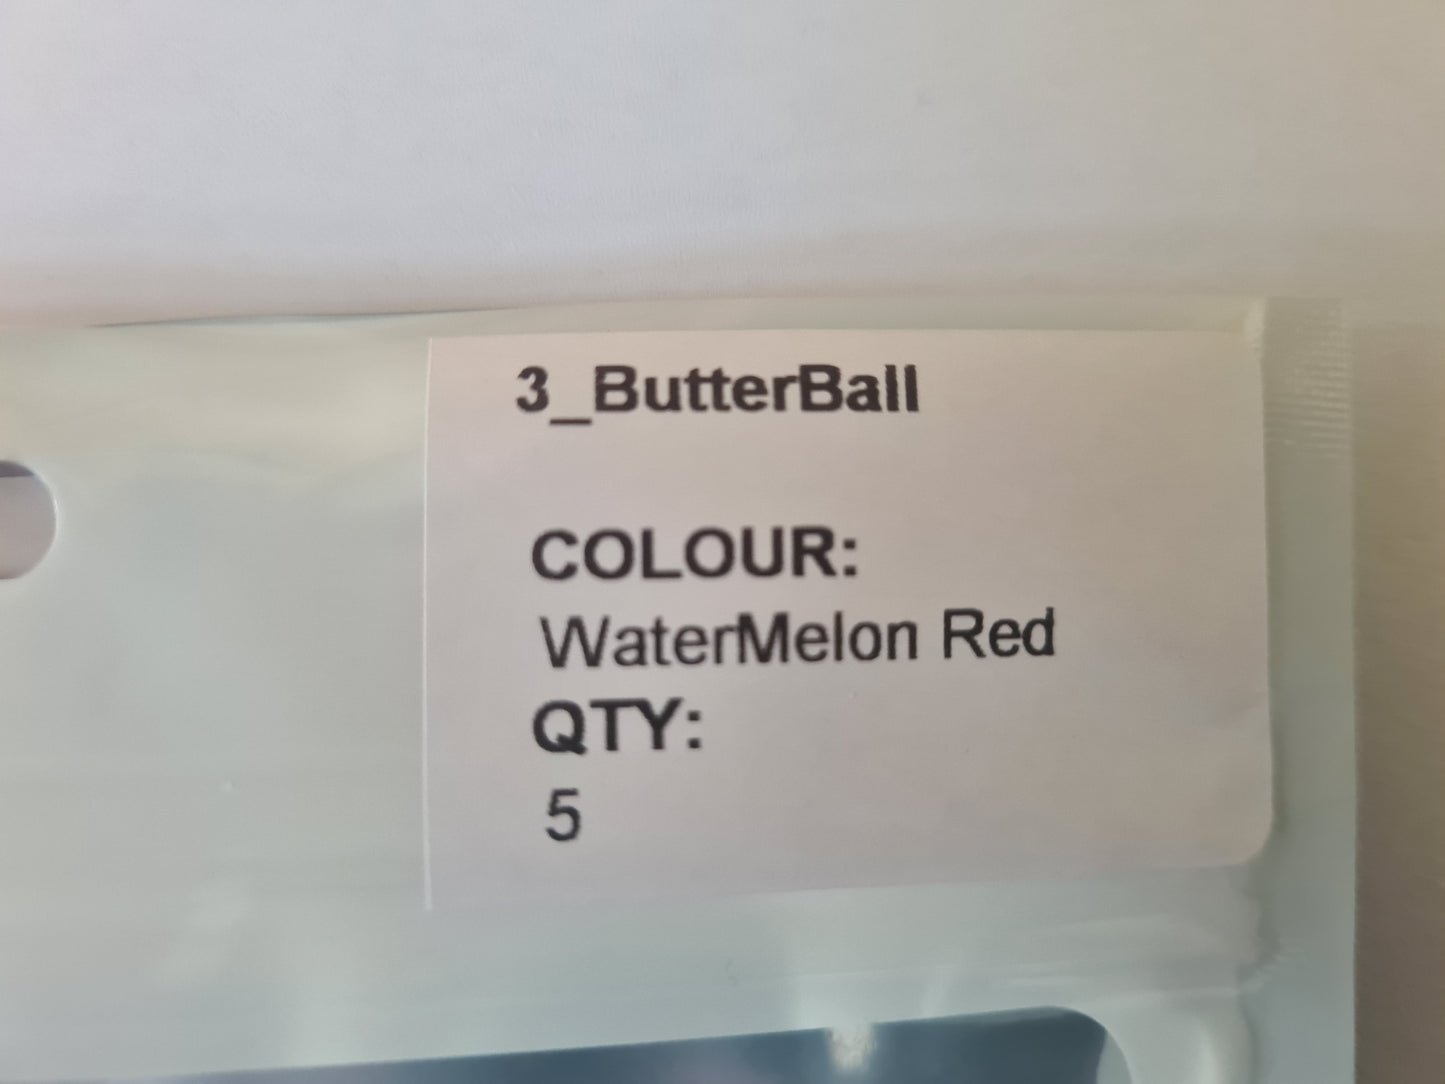 3_ButterBall
COLOUR:
WaterMelon Red
QTY:
5